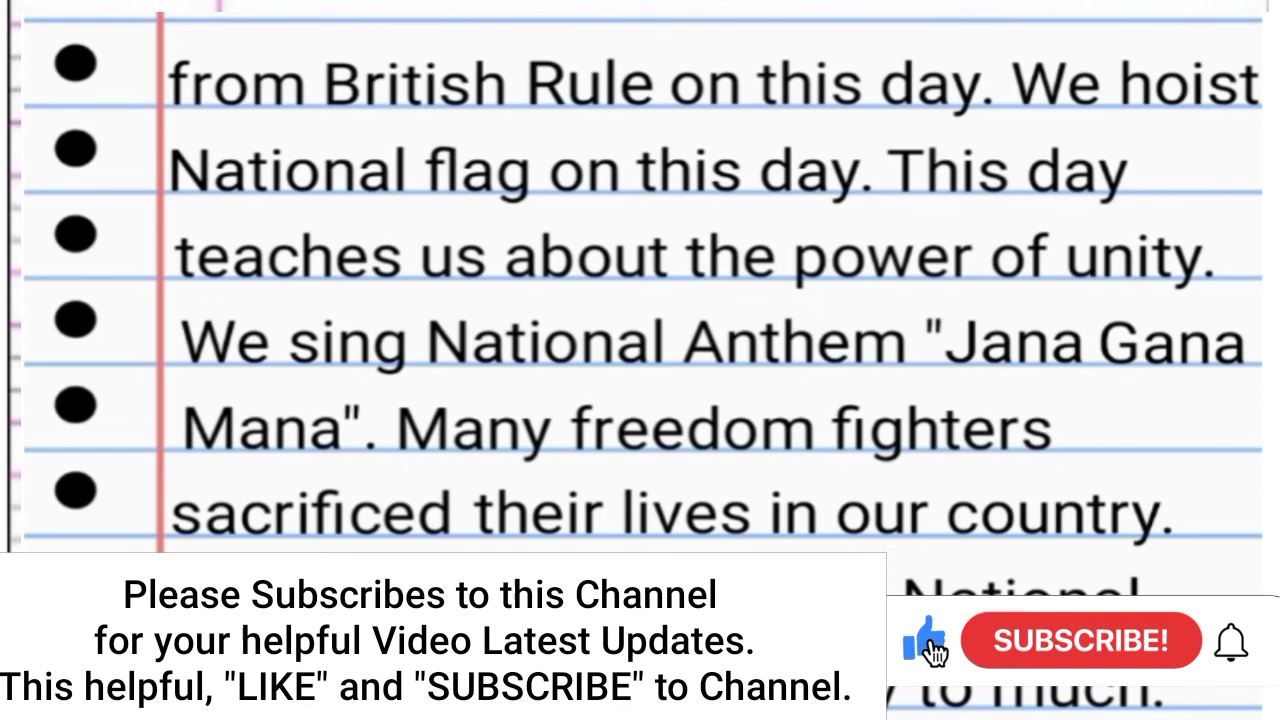 from British Rule on this day. We hoist
National flag on this day. This day
teaches us about the power of unity.
We sing National Anthem "Jana Gana
Mana". Many freedom fighters
sacrificed their lives in our country.
National
to much.
Please Subscribes to this Channel
for your helpful Video Latest Updates.
This helpful, "LIKE" and "SUBSCRIBE" to Channel.
SUBSCRIBE!